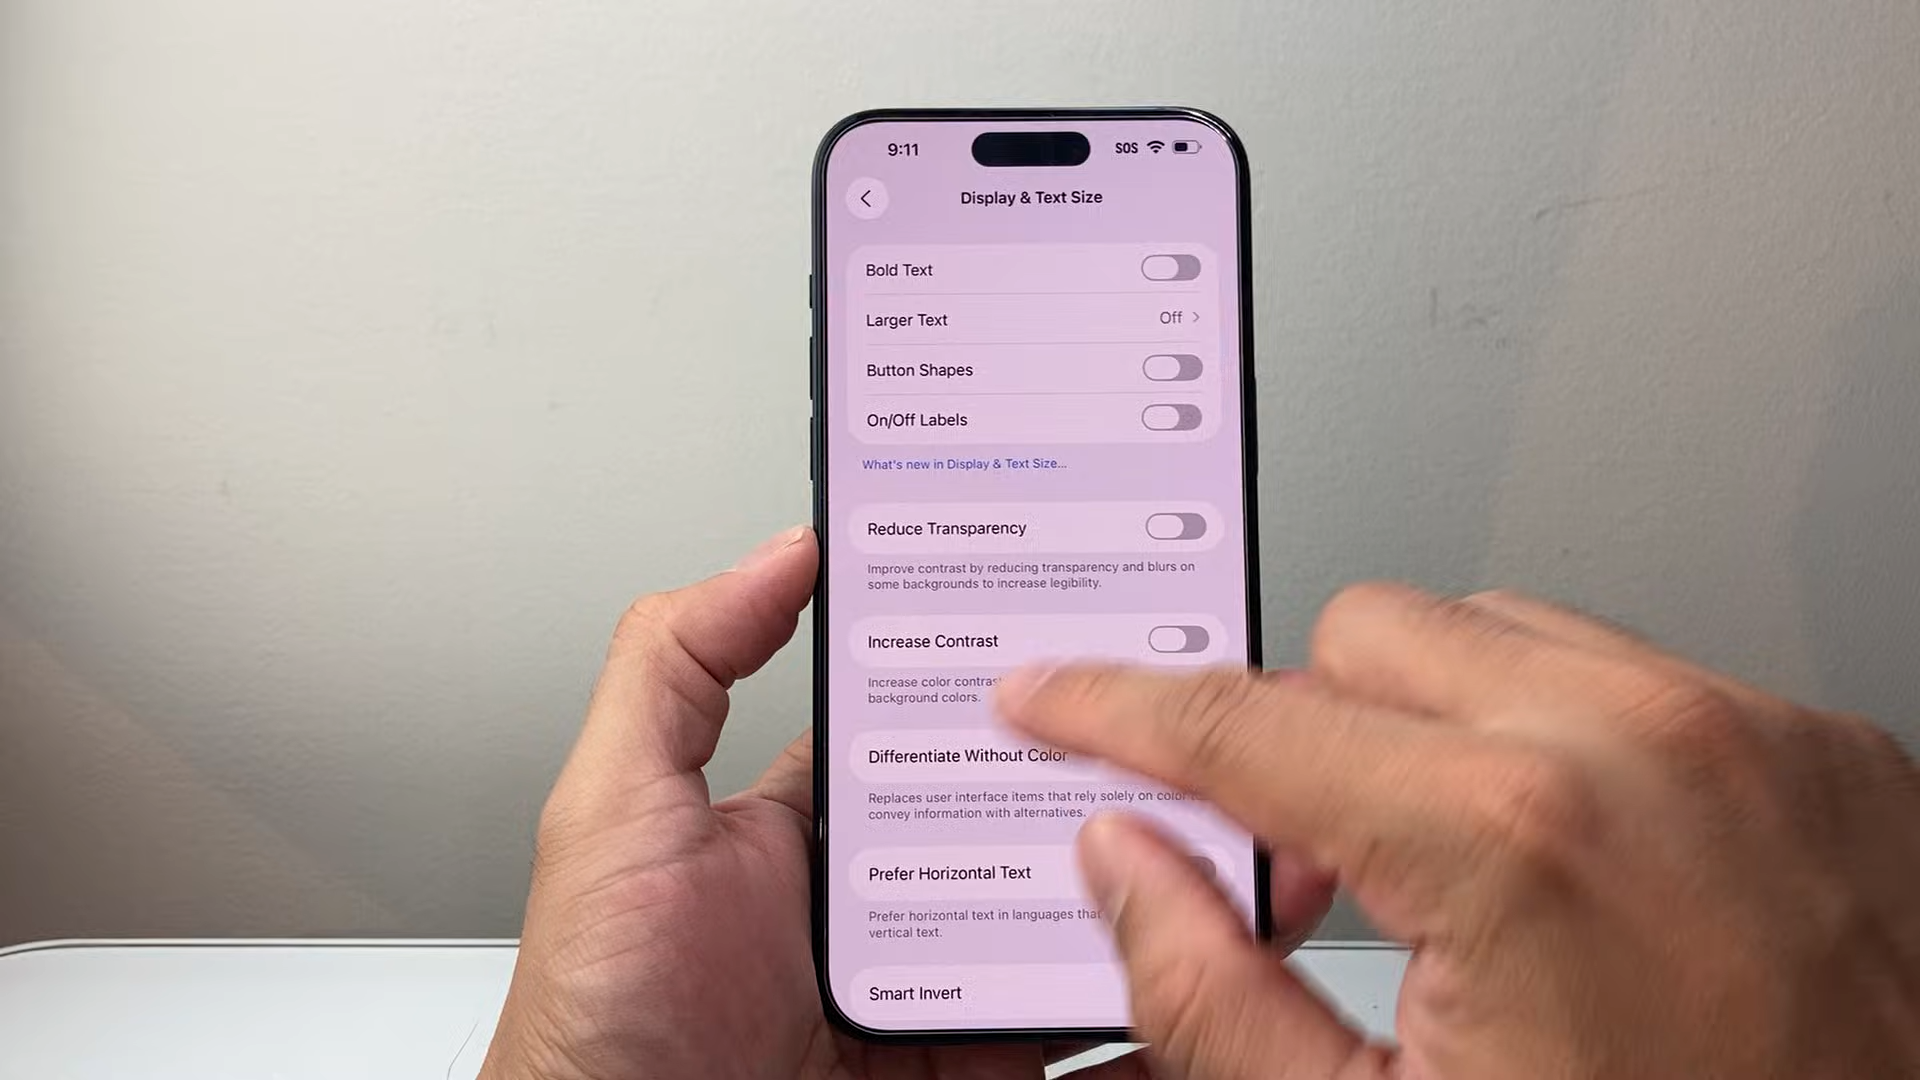 9:11
SOS
Display & Text Size
Bold Text
Larger Text Off
Button Shapes
On/Off Labels
What's new in Display & Text Size...
Reduce Transparency
Improve contrast by reducing transparency and blurs on
some backgrounds to increase legibility.
Increase Contrast
Increase color contras
background colors.
Differentiate Without Color
Replaces user interface items that rely solely on color
convey information with alternatives.
Prefer Horizontal Text
Prefer horizontal text in languages that
vertical text.
Smart Invert